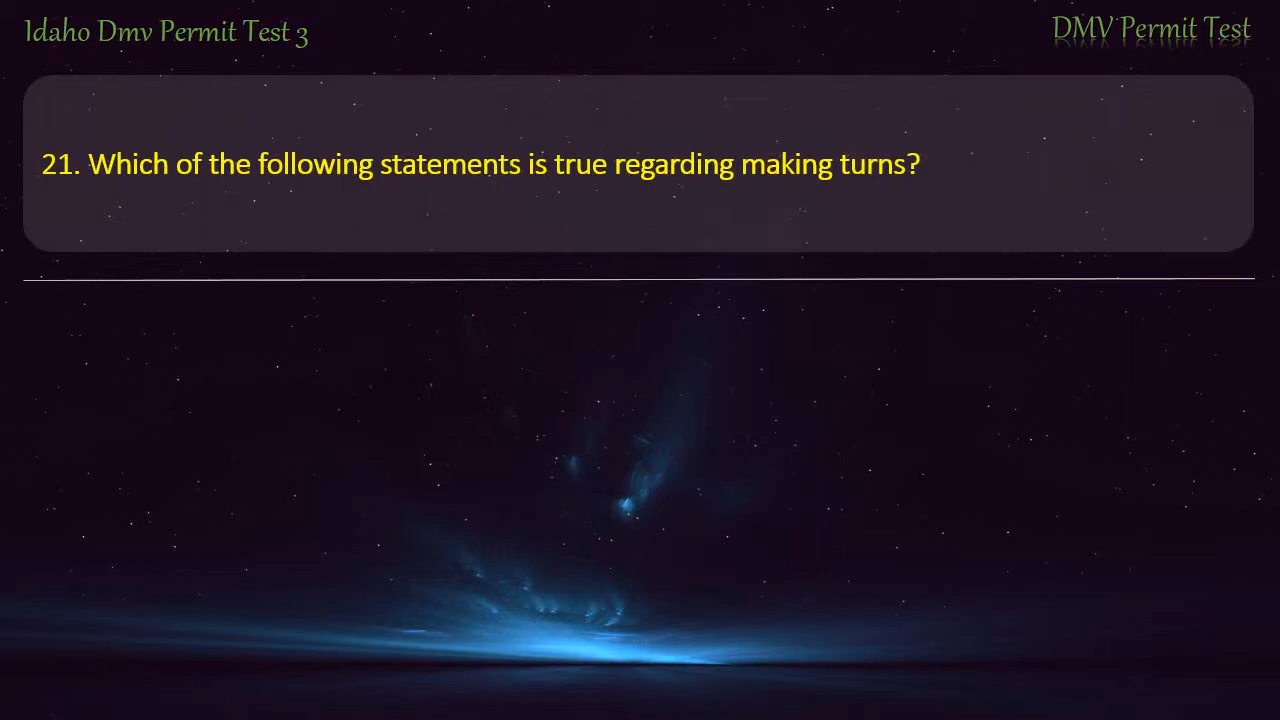 Idaho Dmv Permit Test 3
DMV Permit Test
21. Which of the following statements is true regarding making turns?